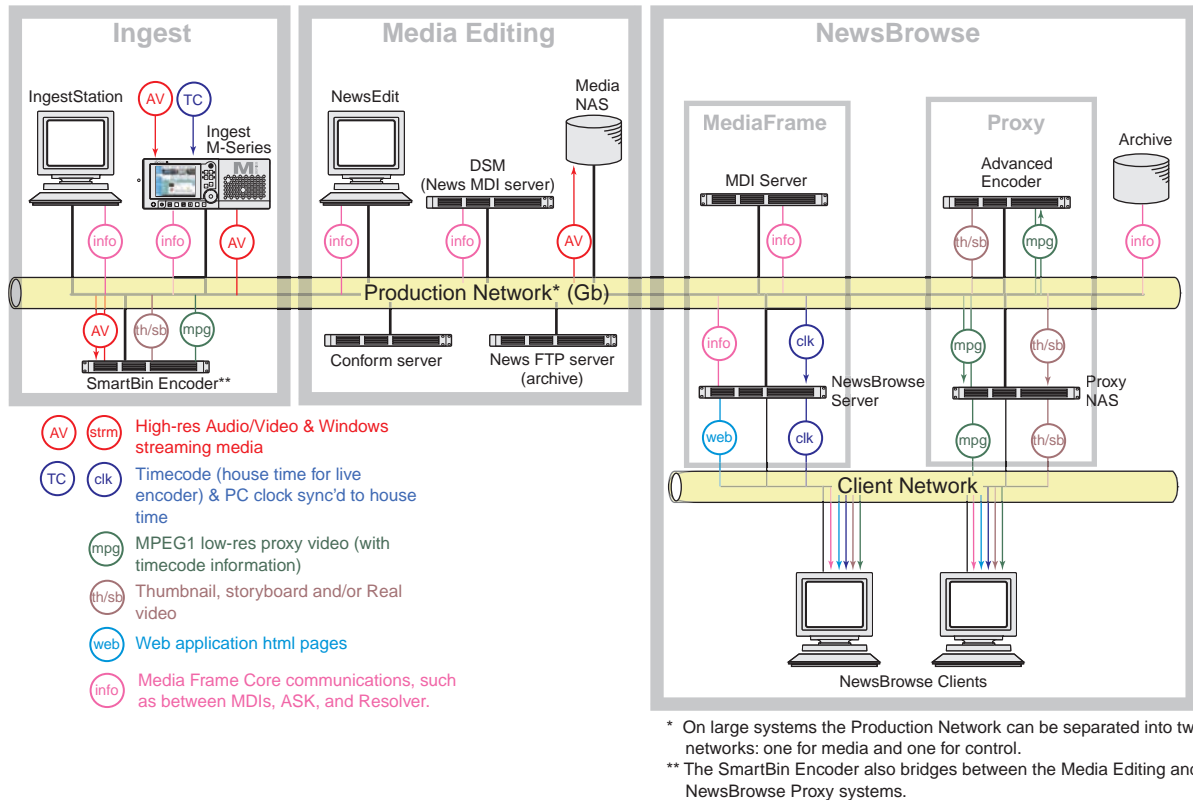 Ingest
Media Editing
NewsBrowse
IngestStation
AV
TC
Ingest
M-Series
M
info
info
AV
NewsEdit
DSM
(News MDI server)
Media
NAS
info
info
AV
MediaFrame
MDI Server
info
Proxy
Advanced
Encoder
th/sb
mpg
Archive
info
Production Network* (Gb)
AV
th/sb
mpg
SmartBin Encoder**
Conform server
News FTP server
(archive)
info
clk
NewsBrowse
Server
web
clk
mpg
th/sb
Proxy
NAS
mpg
th/sb
Client Network
NewsBrowse Clients
AV
strm
High-res Audio/Video & Windows
streaming media
TC
clk
Timecode (house time for live
encoder) & PC clock sync'd to house
time
mpg
MPEG1 low-res proxy video (with
timecode information)
th/sb
Thumbnail, storyboard and/or Real
video
web
Web application html pages
info
Media Frame Core communications, such
as between MDIs, ASK, and Resolver.
* On large systems the Production Network can be separated into tw
networks: one for media and one for control.
** The SmartBin Encoder also bridges between the Media Editing and
NewsBrowse Proxy systems.